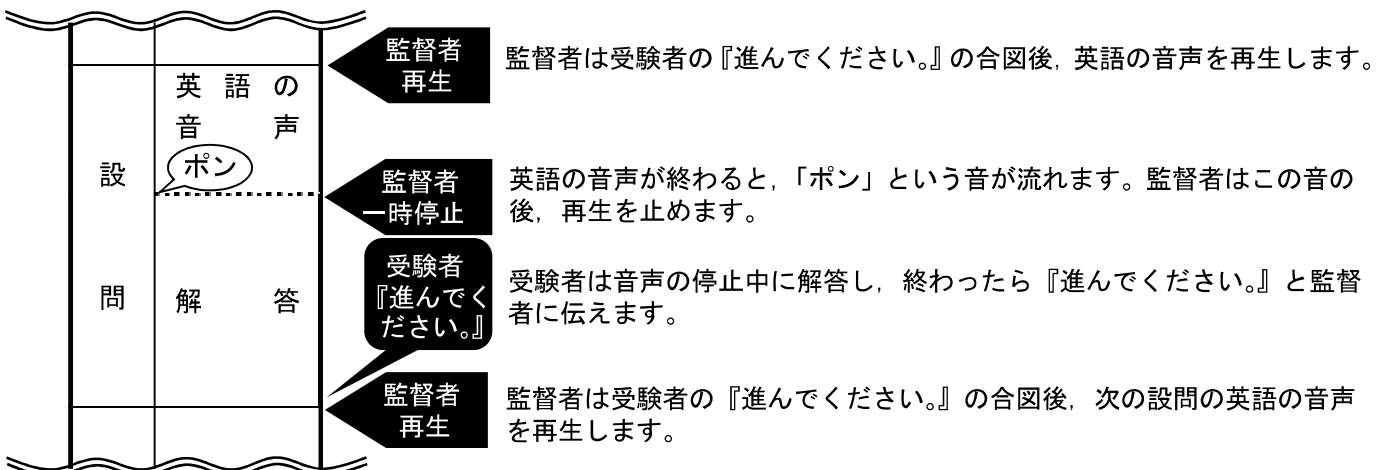 監督者
再生
監督者は受験者の『進んでください。』の合図後，英語の音声を再生します。
英語の
音声
ポン
設問
解答
監督者
一時停止
英語の音声が終わると，「ポン」という音が流れます。監督者はこの音の
後，再生を止めます。
受験者
『進んでく
ださい。』
受験者は音声の停止中に解答し，終わったら『進んでください。』と監督
者に伝えます。
監督者
再生
監督者は受験者の『進んでください。』の合図後，次の設問の英語の音声
を再生します。